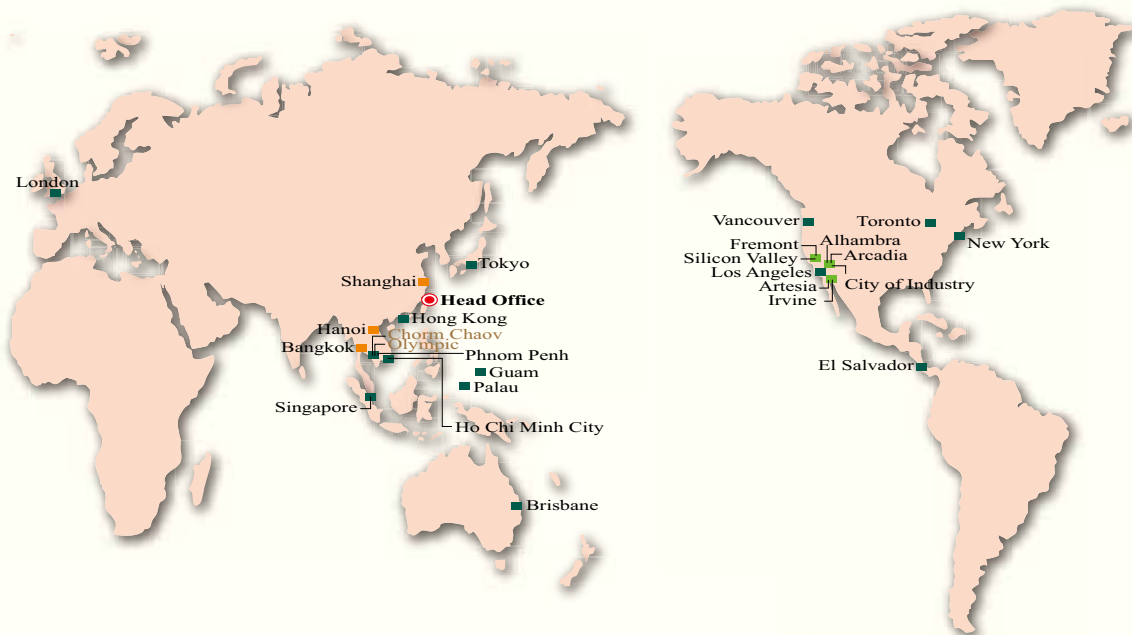 London
Tokyo
Shanghai
Head Office
Hong Kong
Hanoi
Chorm Chaov
Olympic
Bangkok
Phnom Penh
Guam
Palau
Singapore
Ho Chi Minh City
Brisbane
Vancouver
Toronto
New York
Fremont
Alhambra
Silicon Valley
Arcadia
Los Angeles
Artesia
City of Industry
Irvine
El Salvador